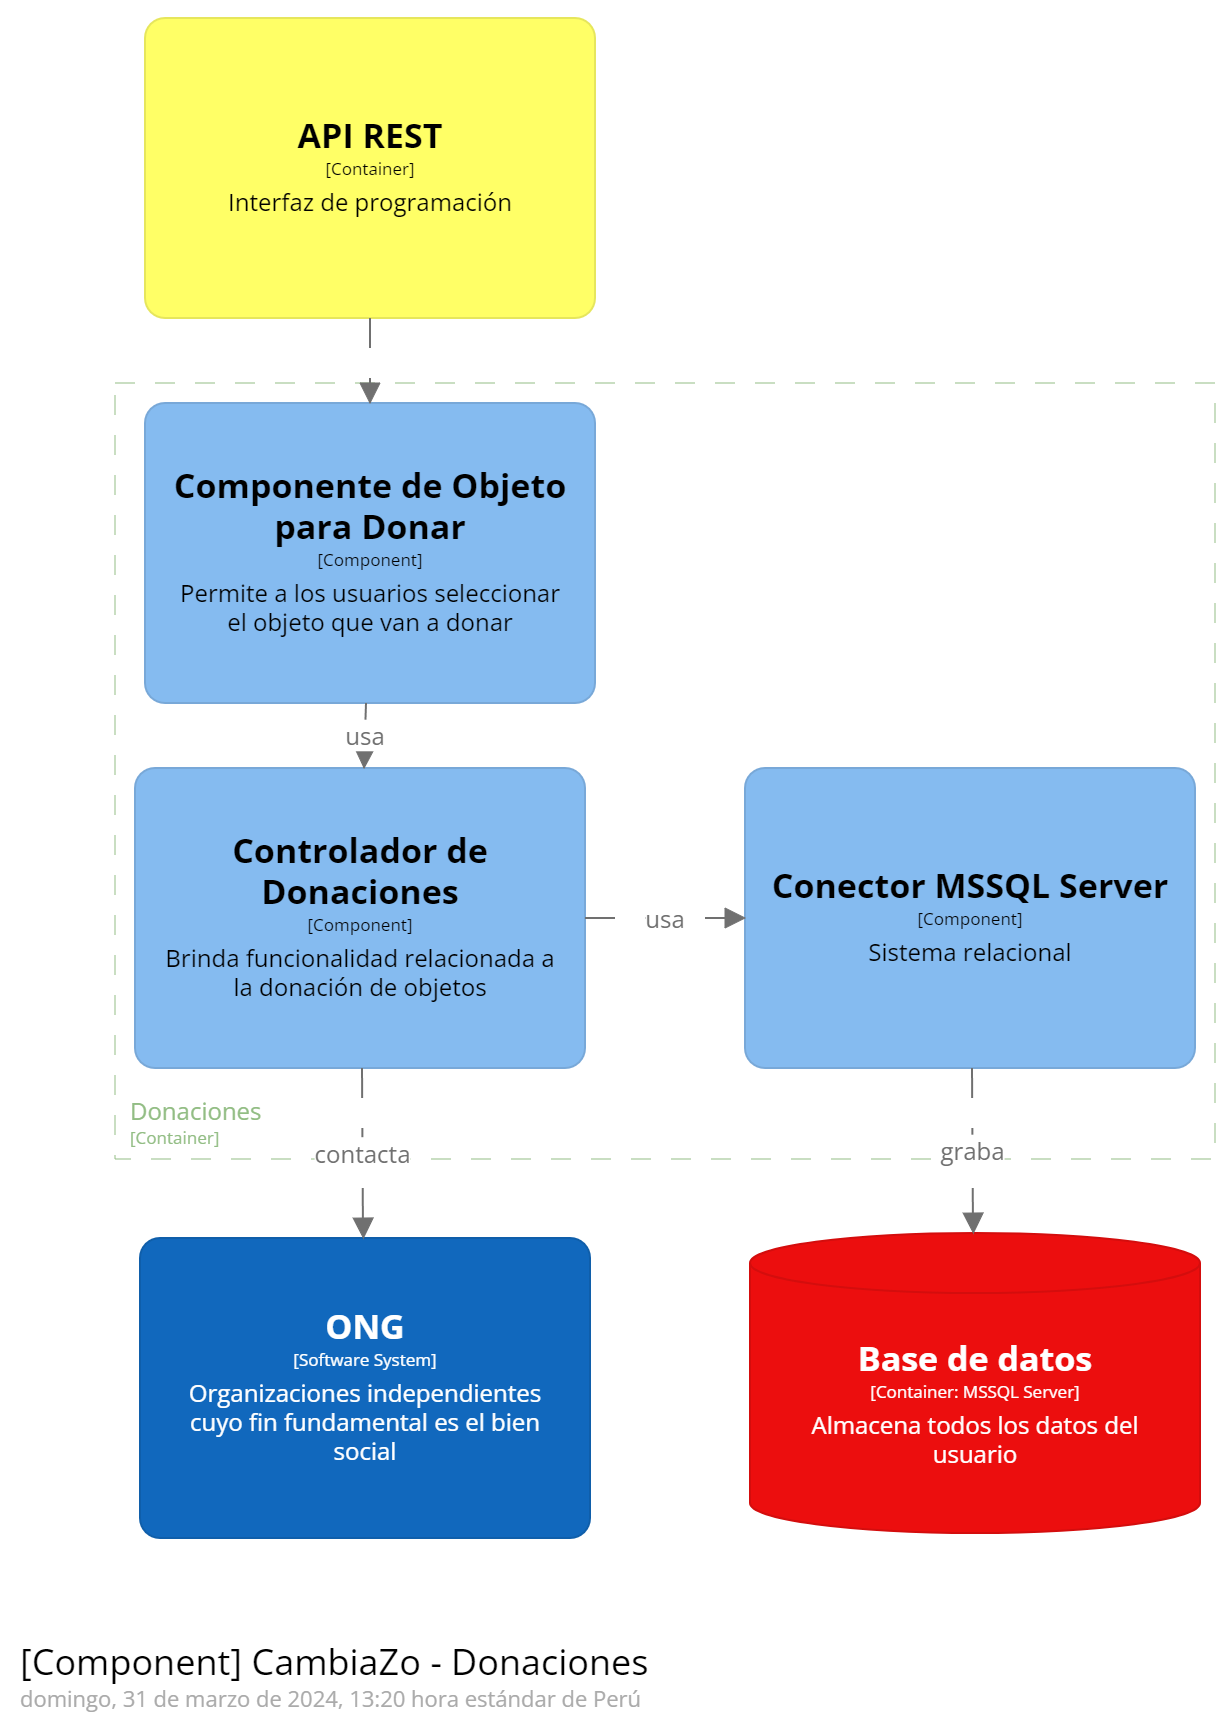 API REST
[Container]
Interfaz de programación
Componente de Objeto
para Donar
[Component]
Permite a los usuarios seleccionar
el objeto que van a donar
usa
Controlador de
Donaciones
[Component]
Brinda funcionalidad relacionada a
la donación de objetos
usa
Conector MSSQL Server
[Component]
Sistema relacional
Donaciones
[Container]
contacta
graba
ONG
[Software System]
Organizaciones independientes
cuyo fin fundamental es el bien
social
Base de datos
[Container: MSSQL Server]
Almacena todos los datos del
usuario
[Component] CambiaZo - Donaciones
domingo, 31 de marzo de 2024, 13:20 hora estándar de Perú